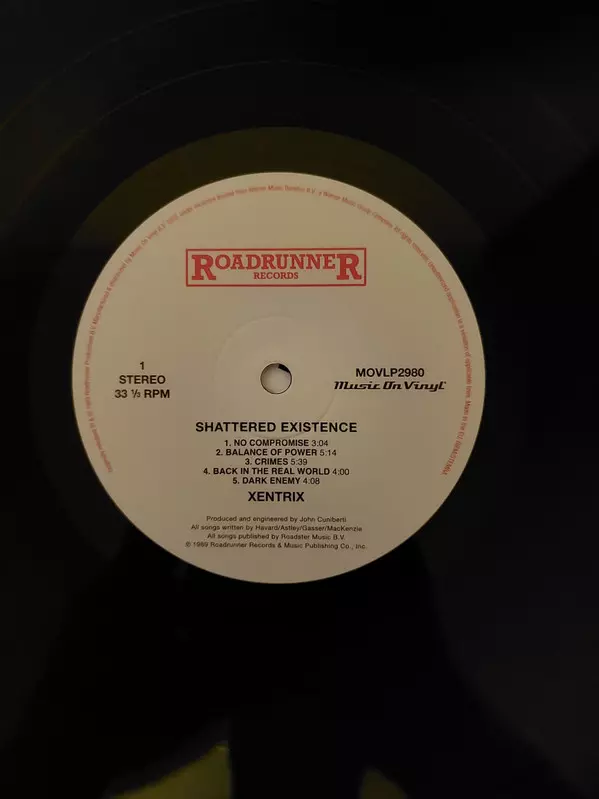 ROADRUNNER
RECORDS
1
STEREO
33 ⅓ RPM
MOVLP2980
Music On Vinyl
SHATTERED EXISTENCE
1. NO COMPROMISE 3:04
2. BALANCE OF POWER 5:14
3. CRIMES 5:39
4. BACK IN THE REAL WORLD 4:00
5. DARK ENEMY 4:08
XENTRIX
Produced and engineered by John Cuniberti
All songs written by Havard/Astley/Gasser/MacKenzie
All songs published by Roadster Music B.V.
℗ 1989 Roadrunner Records & Music Publishing Co., Inc.